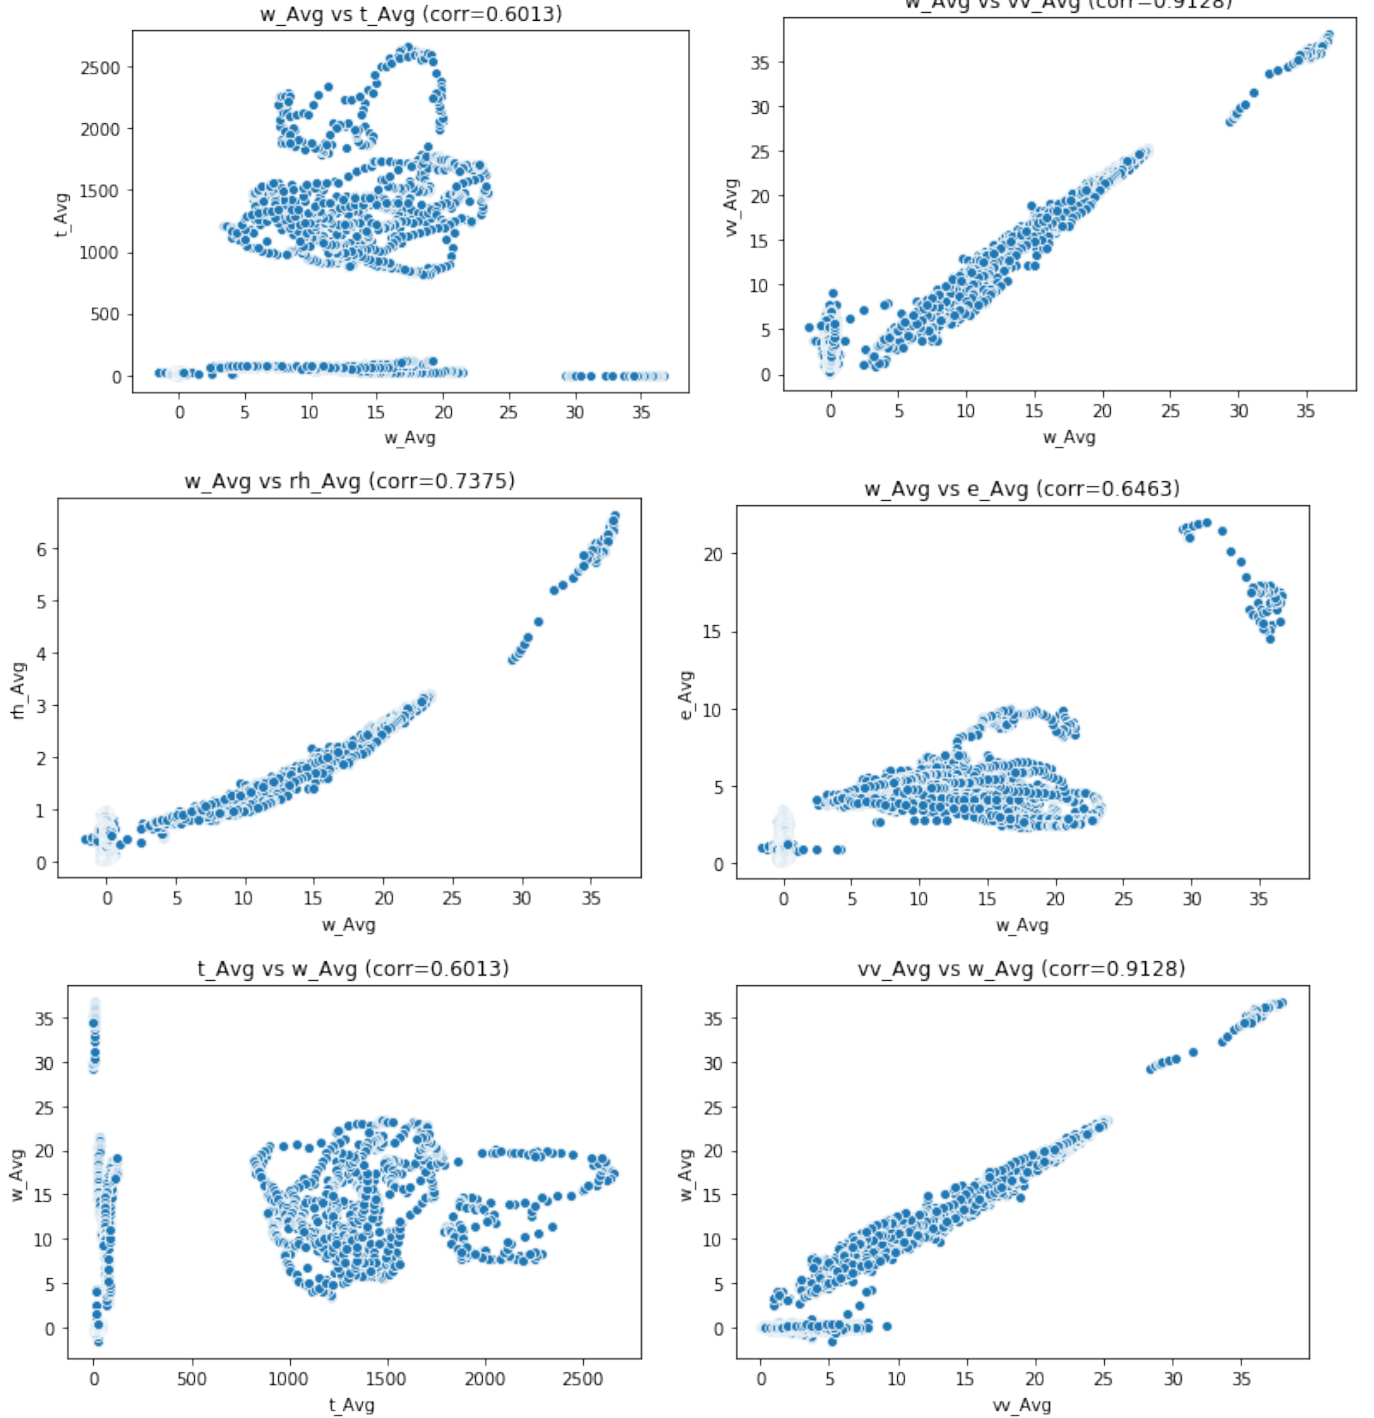 w_Avg vs t_Avg (corr=0.6013)
2500
2000
1500
1000
500
0
t_Avg
0 5 10 15 20 25 30 35
w_Avg
w_Avg vs vv_Avg (corr=0.9128)
35
30
25
20
15
10
5
0
vv_Avg
0 5 10 15 20 25 30 35
w_Avg
w_Avg vs rh_Avg (corr=0.7375)
6
5
4
3
2
1
0
rh_Avg
0 5 10 15 20 25 30 35
w_Avg
w_Avg vs e_Avg (corr=0.6463)
20
15
10
5
0
e_Avg
0 5 10 15 20 25 30 35
w_Avg
t_Avg vs w_Avg (corr=0.6013)
35
30
25
20
15
10
5
0
w_Avg
0 500 1000 1500 2000 2500
t_Avg
vv_Avg vs w_Avg (corr=0.9128)
35
30
25
20
15
10
5
0
w_Avg
0 5 10 15 20 25 30 35
vv_Avg